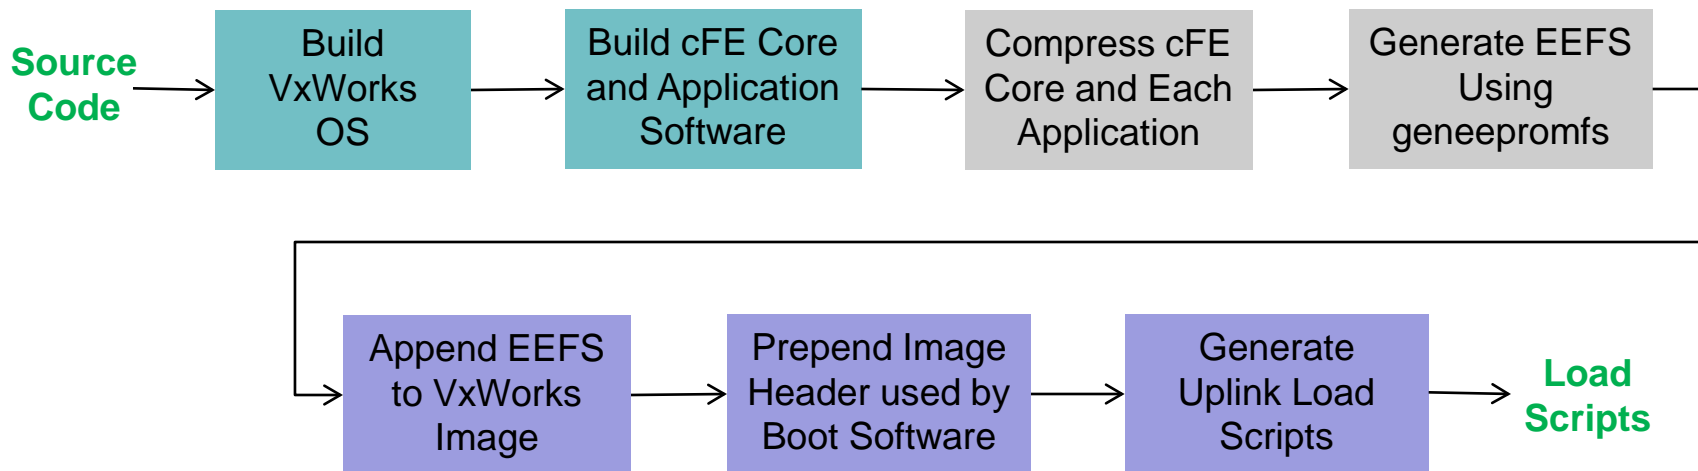 Source
Code
Build
VxWorks
OS
Build cFE Core
and Application
Software
Compress cFE
Core and Each
Application
Generate EEFS
Using
geneepromfs
Append EEFS
to VxWorks
Image
Prepend Image
Header used by
Boot Software
Generate
Uplink Load
Scripts
Load
Scripts